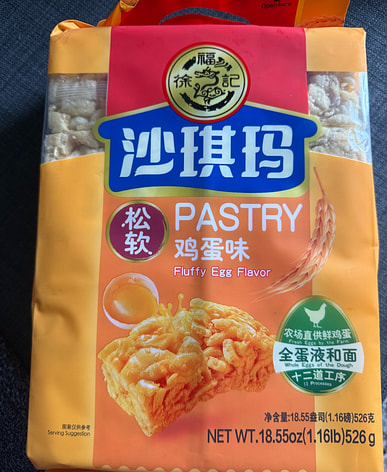 福
徐記
沙琪玛
松软
PASTRY
鸡蛋味
Fluffy Egg Flavor
农场直供鲜鸡蛋
Fresh Eggs by the Farm
全蛋液和面
Whole Eggs of the Dough
十二道工序
12 Processes
图案仅供参考
Serving Suggestion
净含量:18.55盎司(1.16磅)526克
NET WT.18.55oz(1.16lb)526 g